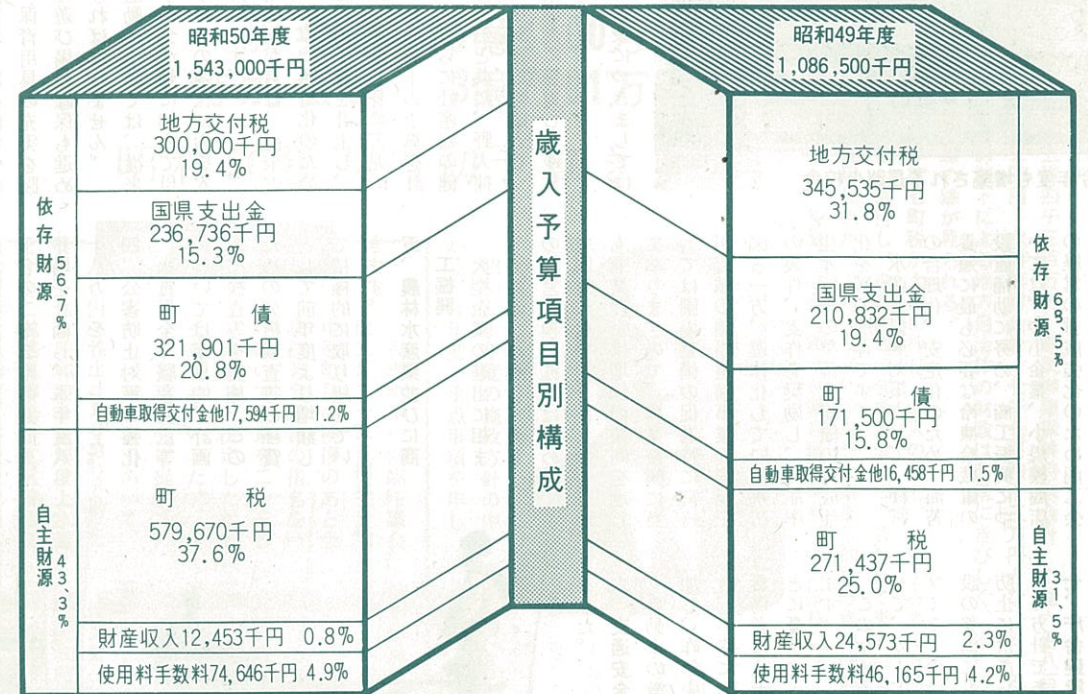 昭和50年度
1,543,000千円
依存財源 56,7%
地方交付税
300,000千円
19.4%
国県支出金
236,736千円
15.3%
町 債
321,901千円
20.8%
自動車取得交付金他17,594千円 1.2%
自主財源 43,3%
町 税
579,670千円
37.6%
財産収入12,453千円 0.8%
使用料手数料74,646千円 4.9%
歳入予算項目別構成
昭和49年度
1,086,500千円
地方交付税
345,535千円
31.8%
国県支出金
210,832千円
19.4%
町 債
171,500千円
15.8%
自動車取得交付金他16,458千円 1.5%
依存財源 68,5%
町 税
271,437千円
25.0%
財産収入24,573千円 2.3%
使用料手数料46,165千円 4.2%
自主財源 31,5%